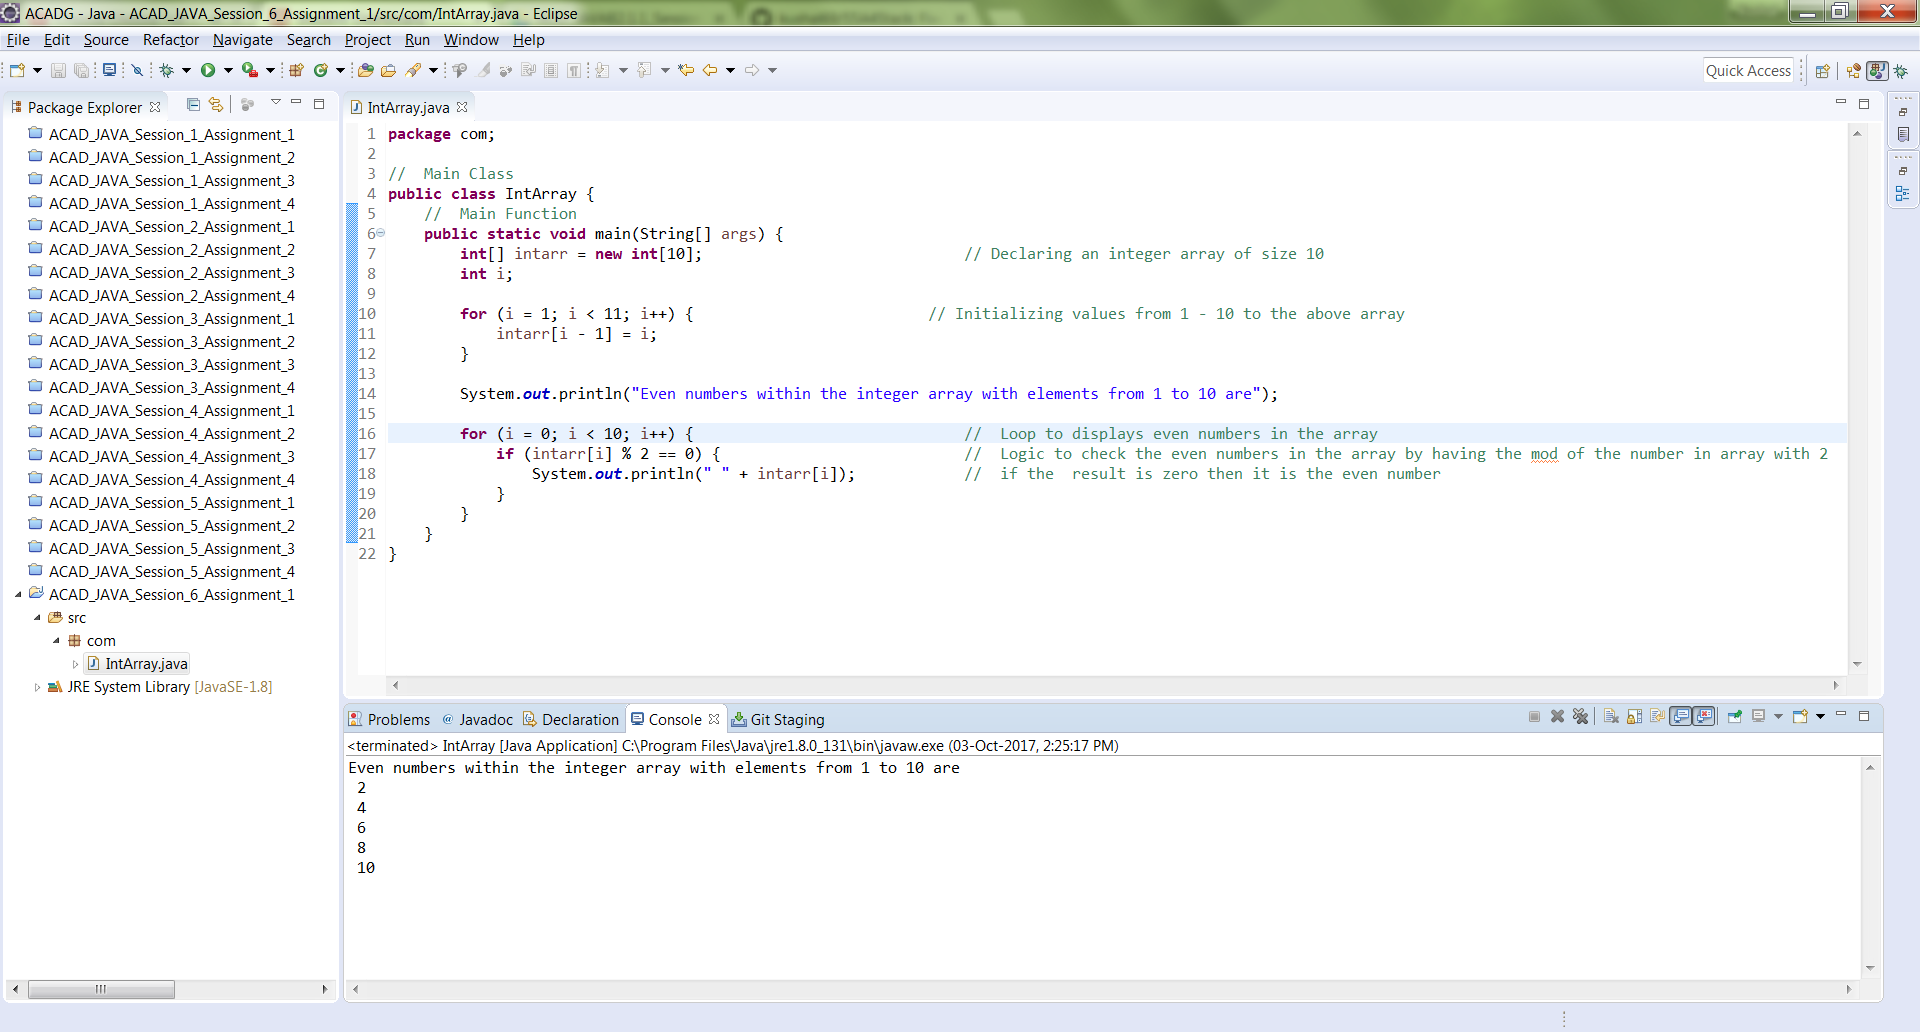 ACADG - Java - ACAD_JAVA_Session_6_Assignment_1/src/com/IntArray.java - Eclipse
File Edit Source Refactor Navigate Search Project Run Window Help
Quick Access
Package Explorer
ACAD_JAVA_Session_1_Assignment_1
ACAD_JAVA_Session_1_Assignment_2
ACAD_JAVA_Session_1_Assignment_3
ACAD_JAVA_Session_1_Assignment_4
ACAD_JAVA_Session_2_Assignment_1
ACAD_JAVA_Session_2_Assignment_2
ACAD_JAVA_Session_2_Assignment_3
ACAD_JAVA_Session_2_Assignment_4
ACAD_JAVA_Session_3_Assignment_1
ACAD_JAVA_Session_3_Assignment_2
ACAD_JAVA_Session_3_Assignment_3
ACAD_JAVA_Session_3_Assignment_4
ACAD_JAVA_Session_4_Assignment_1
ACAD_JAVA_Session_4_Assignment_2
ACAD_JAVA_Session_4_Assignment_3
ACAD_JAVA_Session_4_Assignment_4
ACAD_JAVA_Session_5_Assignment_1
ACAD_JAVA_Session_5_Assignment_2
ACAD_JAVA_Session_5_Assignment_3
ACAD_JAVA_Session_5_Assignment_4
ACAD_JAVA_Session_6_Assignment_1
src
com
IntArray.java
JRE System Library [JavaSE-1.8]
IntArray.java
1 package com;
2
3 //  Main Class
4 public class IntArray {
5     //  Main Function
6     public static void main(String[] args) {
7         int[] intarr = new int[10];                             // Declaring an integer array of size 10
8         int i;
9
10         for (i = 1; i < 11; i++) {                          // Initializing values from 1 - 10 to the above array
11             intarr[i - 1] = i;
12         }
13
14         System.out.println("Even numbers within the integer array with elements from 1 to 10 are");
15
16         for (i = 0; i < 10; i++) {                              //  Loop to displays even numbers in the array
17             if (intarr[i] % 2 == 0) {                           //  Logic to check the even numbers in the array by having the mod of the number in array with 2
18                 System.out.println(" " + intarr[i]);            //  if the  result is zero then it is the even number
19             }
20         }
21     }
22 }
Problems @ Javadoc Declaration Console Git Staging
<terminated> IntArray [Java Application] C:\Program Files\Java\jre1.8.0_131\bin\javaw.exe (03-Oct-2017, 2:25:17 PM)
Even numbers within the integer array with elements from 1 to 10 are
2
4
6
8
10